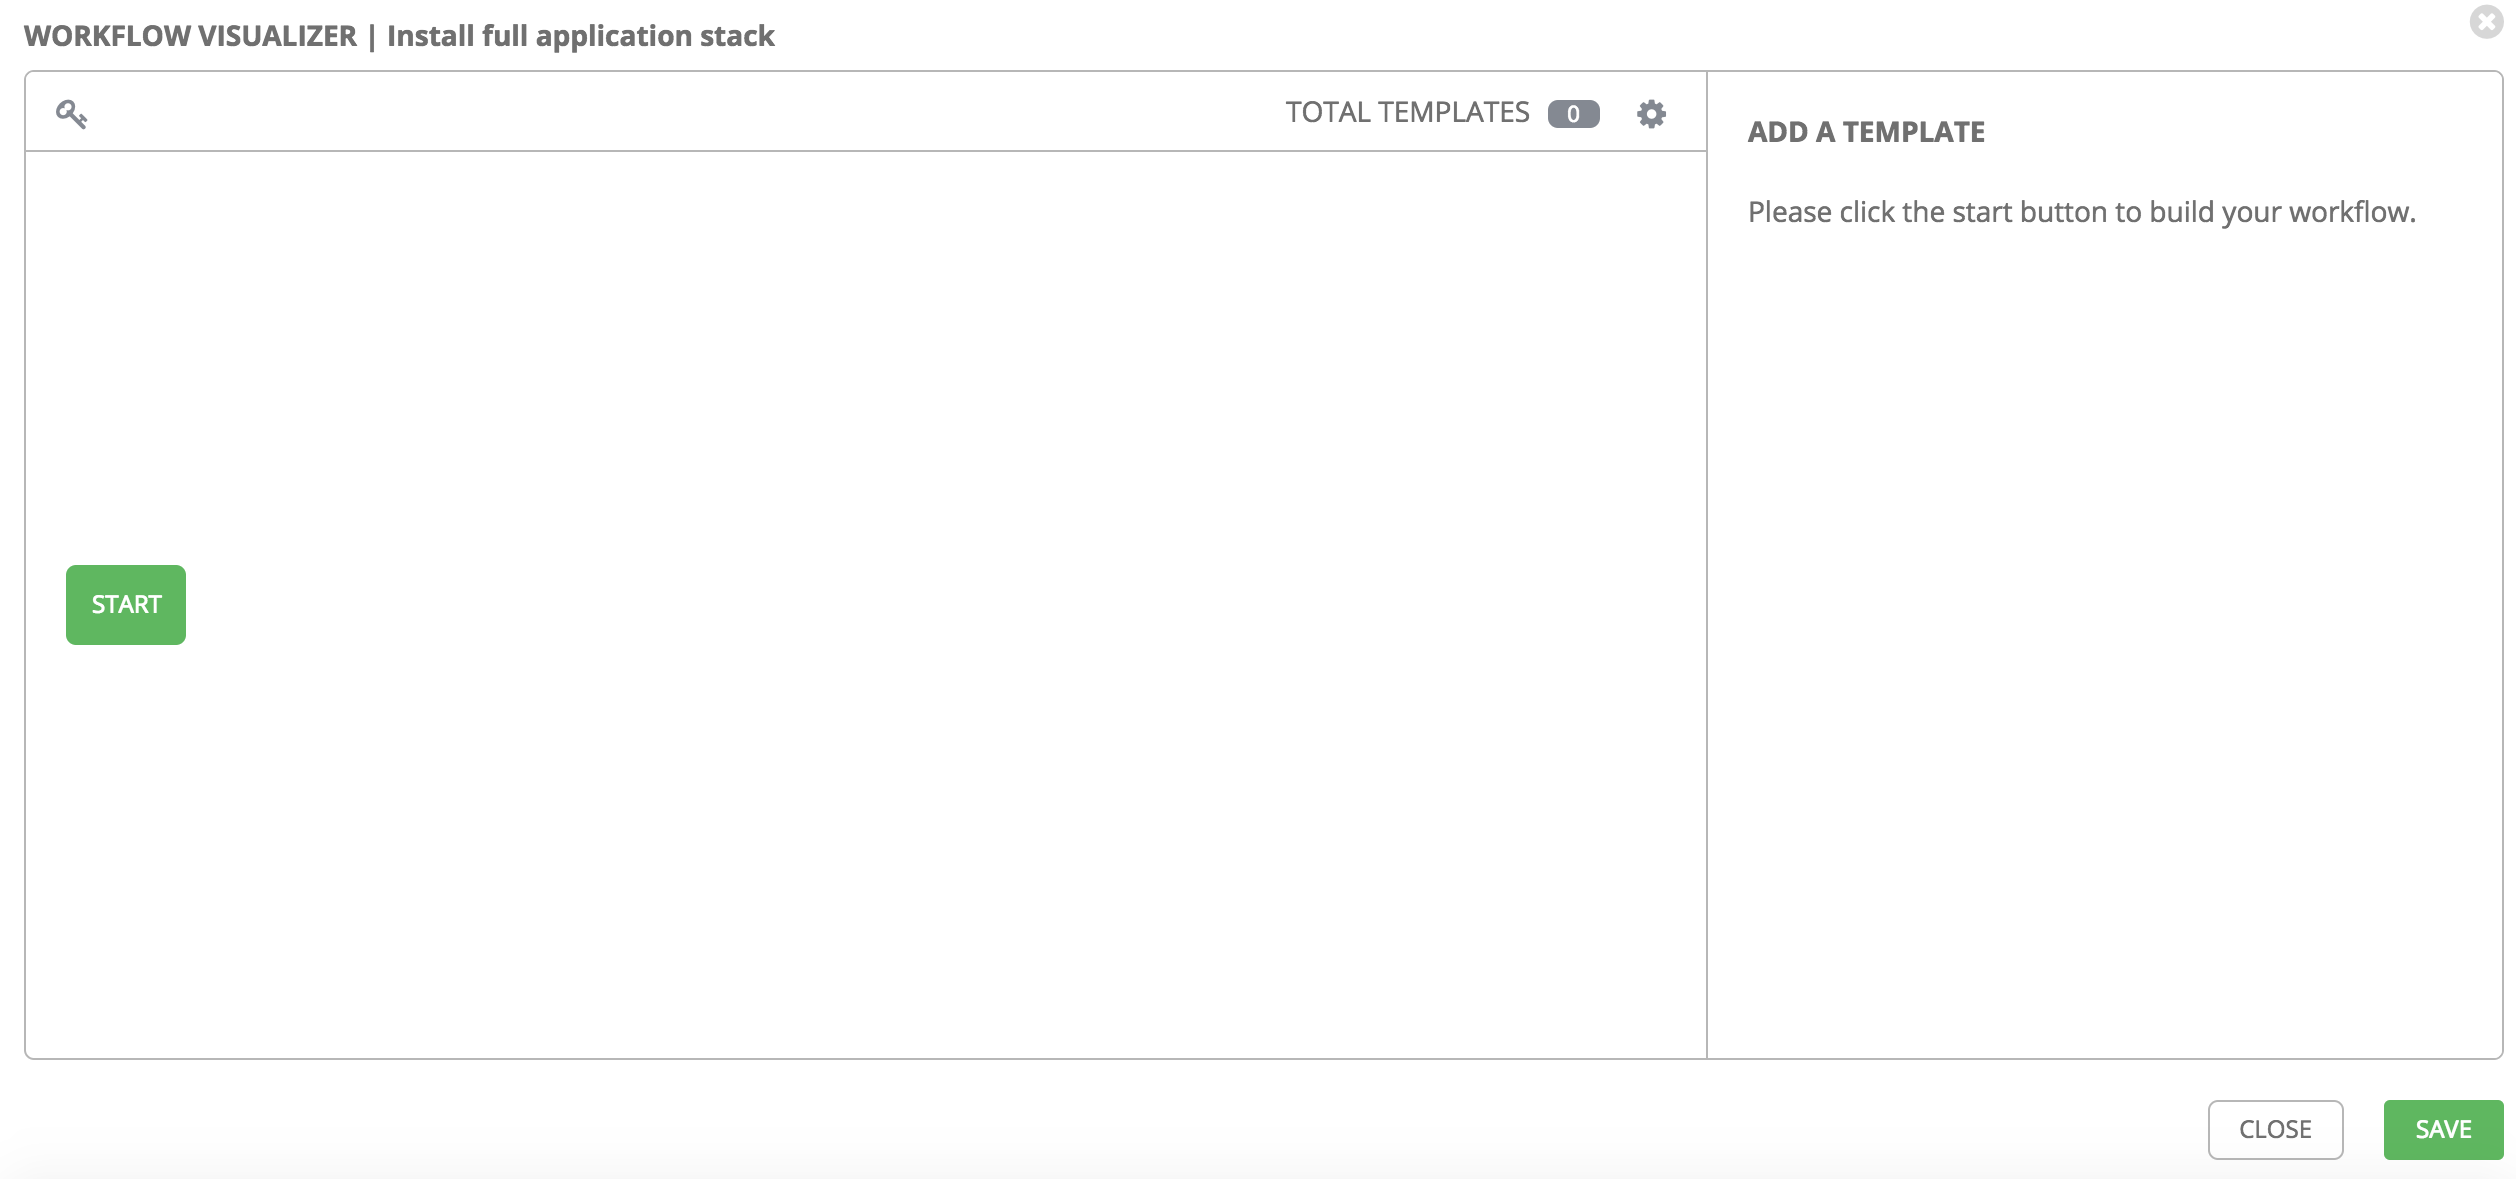 WORKFLOW VISUALIZER | Install full application stack
TOTAL TEMPLATES 0
ADD A TEMPLATE
Please click the start button to build your workflow.
START
CLOSE
SAVE